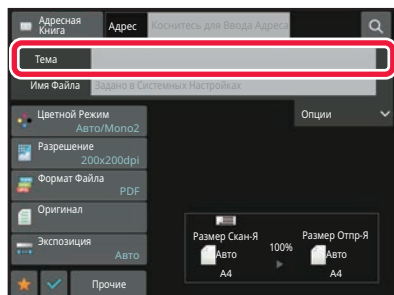 Адресная
Книга
Адрес
Коснитесь для Ввода Адреса
Тема
Имя Файла
Задано в Системных Настройках
Цветной Режим
Авто/Mono2
Опции
Разрешение
200x200dpi
Формат Файла
PDF
Оригинал
Экспозиция
Авто
Размер Скан-Я
100%
Размер Отпр-Я
Авто
Авто
A4
A4
Прочие